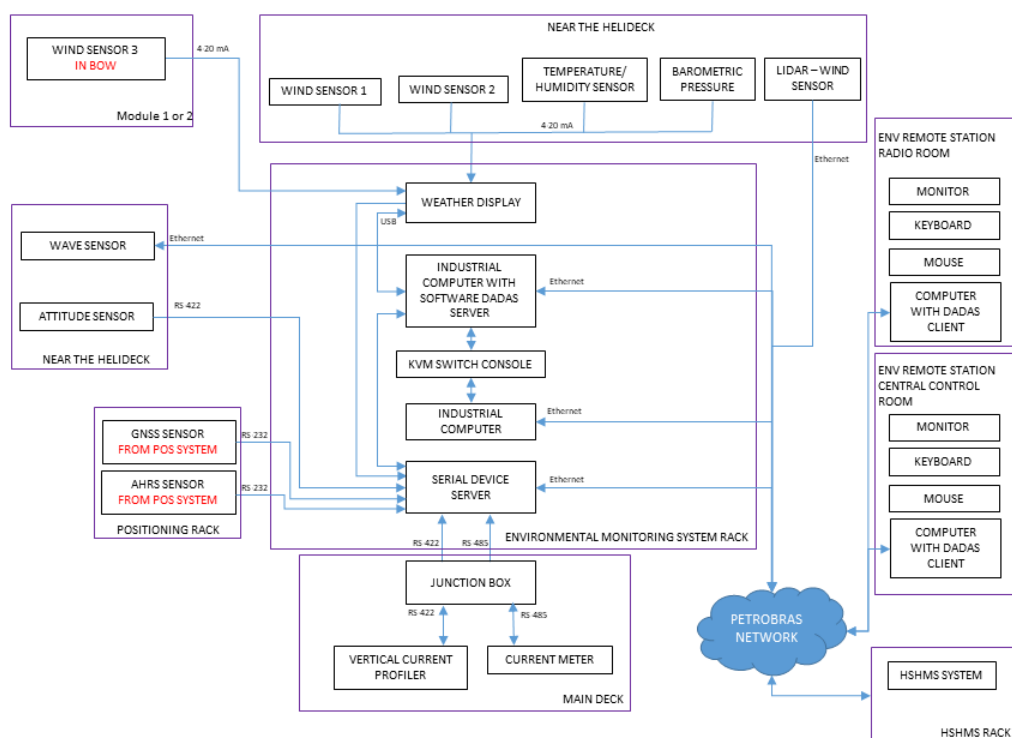 WIND SENSOR 3
IN BOW
Module 1 or 2
4-20 mA
NEAR THE HELIDECK
WIND SENSOR 1
WIND SENSOR 2
TEMPERATURE/
HUMIDITY SENSOR
BAROMETRIC
PRESSURE
LIDAR – WIND
SENSOR
4-20 mA
Ethernet
ENV REMOTE STATION
RADIO ROOM
MONITOR
KEYBOARD
MOUSE
COMPUTER
WITH DADAS
CLIENT
WEATHER DISPLAY
USB
WAVE SENSOR
Ethernet
ATTITUDE SENSOR
RS 422
NEAR THE HELIDECK
INDUSTRIAL
COMPUTER WITH
SOFTWARE DADAS
SERVER
Ethernet
KVM SWITCH CONSOLE
INDUSTRIAL
COMPUTER
Ethernet
ENV REMOTE STATION
CENTRAL CONTROL
ROOM
MONITOR
KEYBOARD
MOUSE
COMPUTER
WITH DADAS
CLIENT
GNSS SENSOR
FROM POS SYSTEM
RS 232
AHRS SENSOR
FROM POS SYSTEM
RS 232
POSITIONING RACK
SERIAL DEVICE
SERVER
Ethernet
RS 422
RS 485
ENVIRONMENTAL MONITORING SYSTEM RACK
JUNCTION BOX
RS 422
RS 485
VERTICAL CURRENT
PROFILER
CURRENT METER
MAIN DECK
PETROBRAS
NETWORK
HSHMS SYSTEM
HSHMS RACK